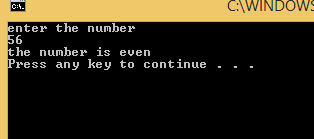 C:\WINDOWS
enter the number
56
the number is even
Press any key to continue . . .